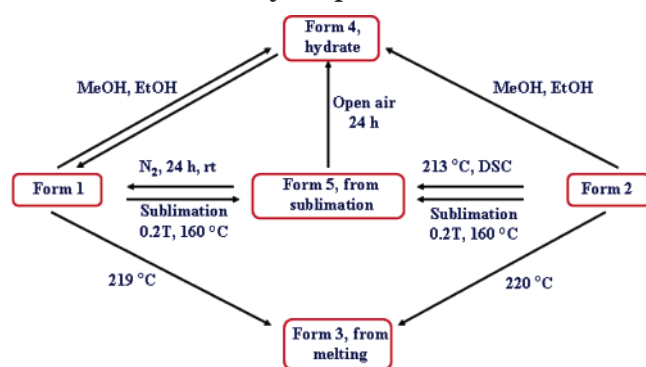 Form 4,
hydrate
MeOH, EtOH
MeOH, EtOH
Open air
24 h
N₂, 24 h, rt
213 °C, DSC
Form 1
Form 5, from
sublimation
Form 2
Sublimation
0.2T, 160 °C
Sublimation
0.2T, 160 °C
219 °C
220 °C
Form 3, from
melting